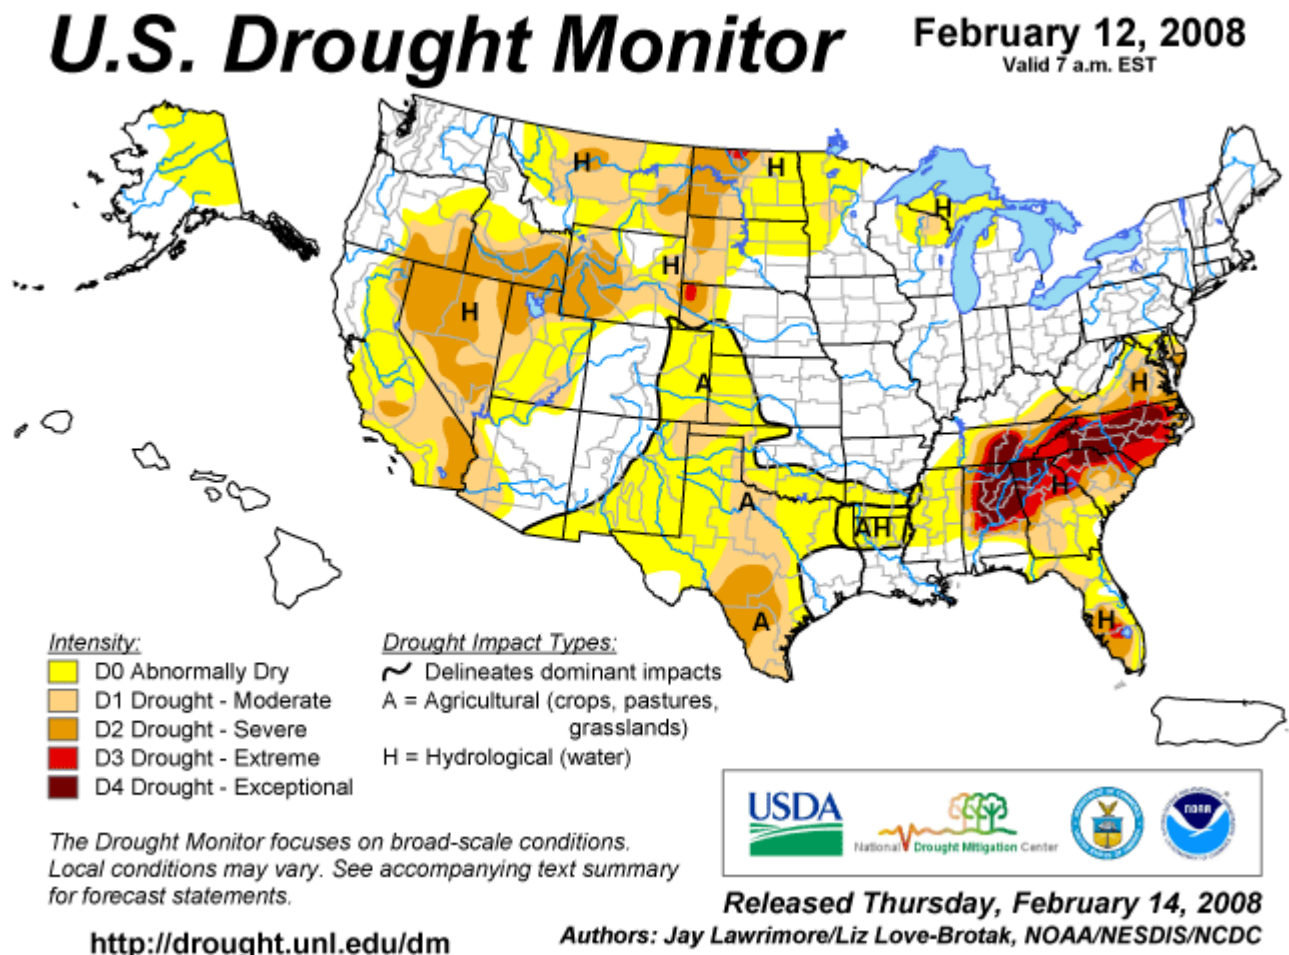 U.S. Drought Monitor
February 12, 2008
Valid 7 a.m. EST
H
H
H
H
H
A
H
A
H
AH
H
A
Intensity:
D0 Abnormally Dry
D1 Drought - Moderate
D2 Drought - Severe
D3 Drought - Extreme
D4 Drought - Exceptional
Drought Impact Types:
Delineates dominant impacts
A = Agricultural (crops, pastures,
grasslands)
H = Hydrological (water)
The Drought Monitor focuses on broad-scale conditions.
Local conditions may vary. See accompanying text summary
for forecast statements.
http://drought.unl.edu/dm
USDA
National Drought Mitigation Center
NOAA
Released Thursday, February 14, 2008
Authors: Jay Lawrimore/Liz Love-Brotak, NOAA/NESDIS/NCDC